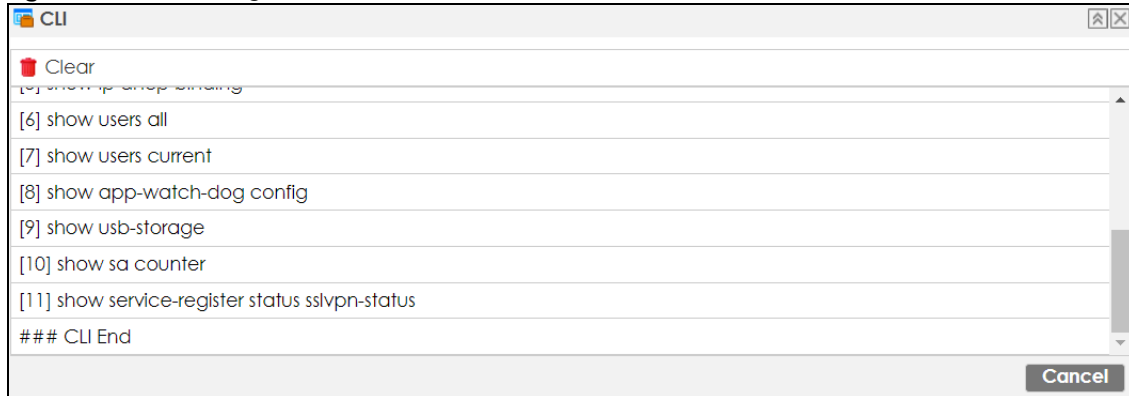 CLI
Clear
[6] show users all
[7] show users current
[8] show app-watch-dog config
[9] show usb-storage
[10] show sa counter
[11] show service-register status sslvpn-status
### CLI End
Cancel